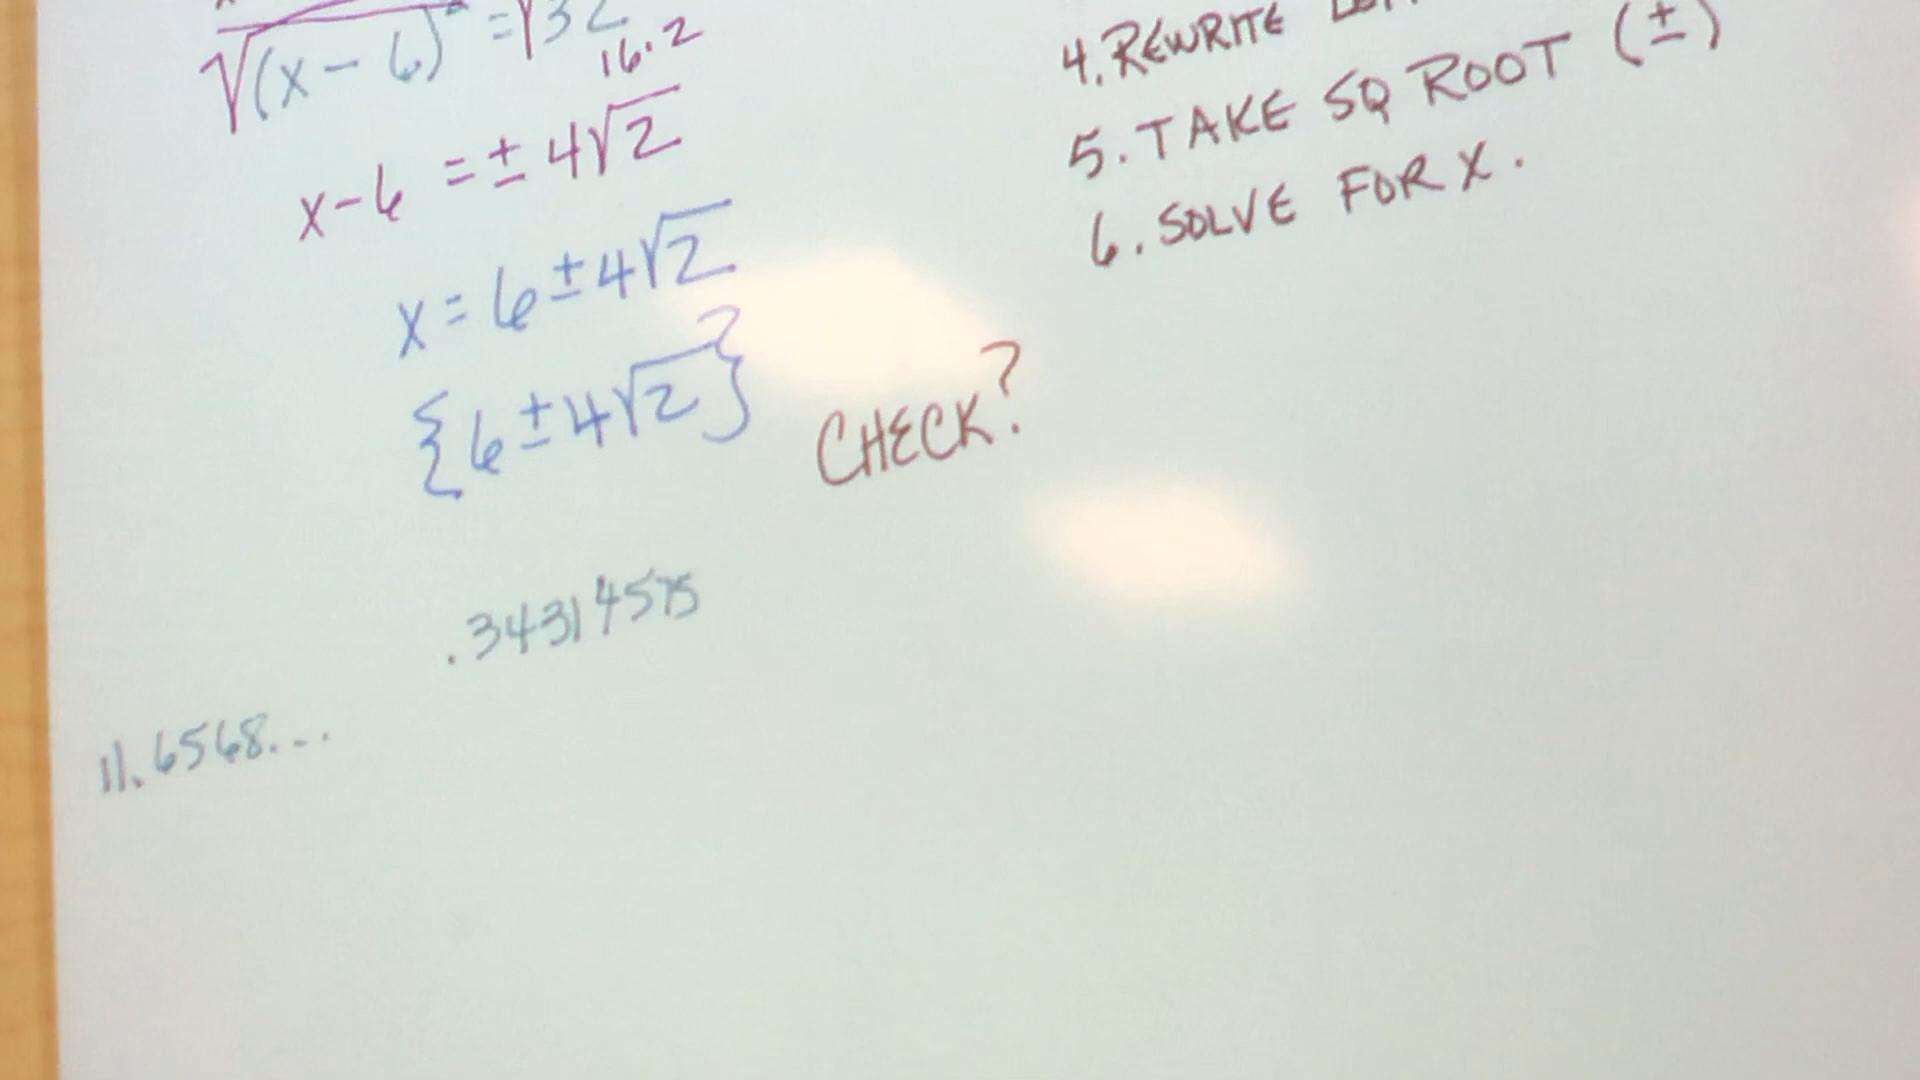 √(x-6)² = √32
16·2
x-6 = ± 4√2
x = 6 ± 4√2
{6 ± 4√2}
CHECK?
.34314575
11.6568...
4. REWRITE
5. TAKE SQ ROOT (±)
6. SOLVE FOR X.